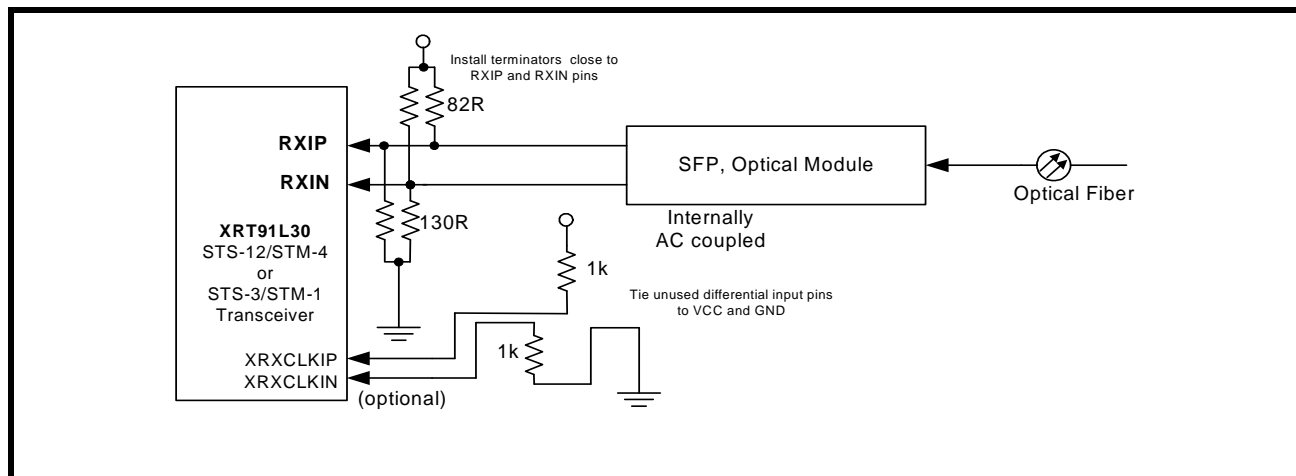 Install terminators close to
RXIP and RXIN pins
82R
RXIP
RXIN
SFP, Optical Module
Optical Fiber
Internally
AC coupled
130R
XRT91L30
STS-12/STM-4
or
STS-3/STM-1
Transceiver
1k
Tie unused differential input pins
to VCC and GND
1k
XRXCLKIP
XRXCLKIN
(optional)